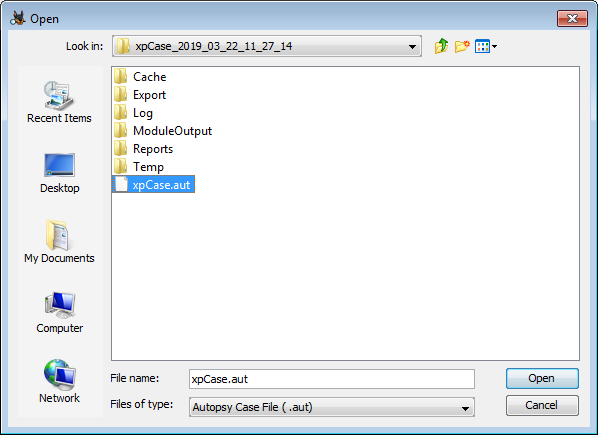 Open
Look in:
xpCase_2019_03_22_11_27_14
Recent Items
Desktop
My Documents
Computer
Network
Cache
Export
Log
ModuleOutput
Reports
Temp
xpCase.aut
File name:
xpCase.aut
Open
Files of type:
Autopsy Case File ( .aut)
Cancel